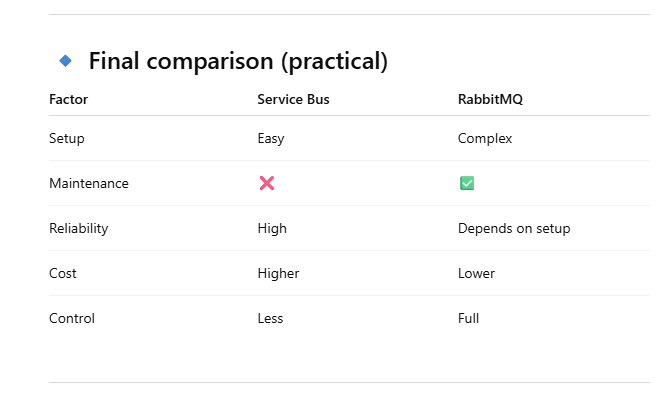 🔹 Final comparison (practical)
Factor Service Bus RabbitMQ
Setup Easy Complex
Maintenance ❌ ✅
Reliability High Depends on setup
Cost Higher Lower
Control Less Full